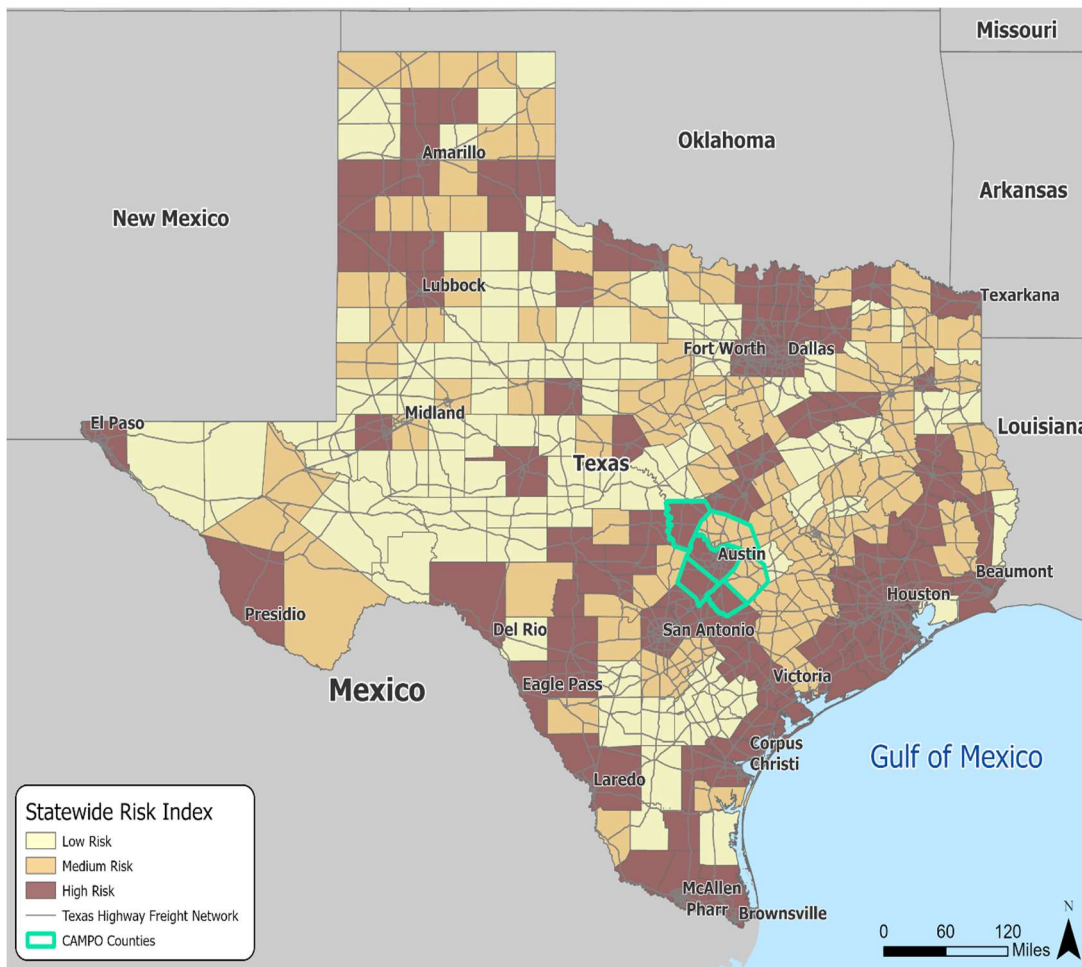 Missouri
Oklahoma
Amarillo
Arkansas
New Mexico
Lubbock
Texarkana
Fort Worth
Dallas
Midland
El Paso
Louisiana
Texas
Austin
Beaumont
Houston
Presidio
Del Rio
San Antonio
Victoria
Eagle Pass
Mexico
Corpus
Christi
Gulf of Mexico
Laredo
McAllen
Pharr
Brownsville
Statewide Risk Index
Low Risk
Medium Risk
High Risk
Texas Highway Freight Network
CAMPO Counties
N
0 60 120
Miles